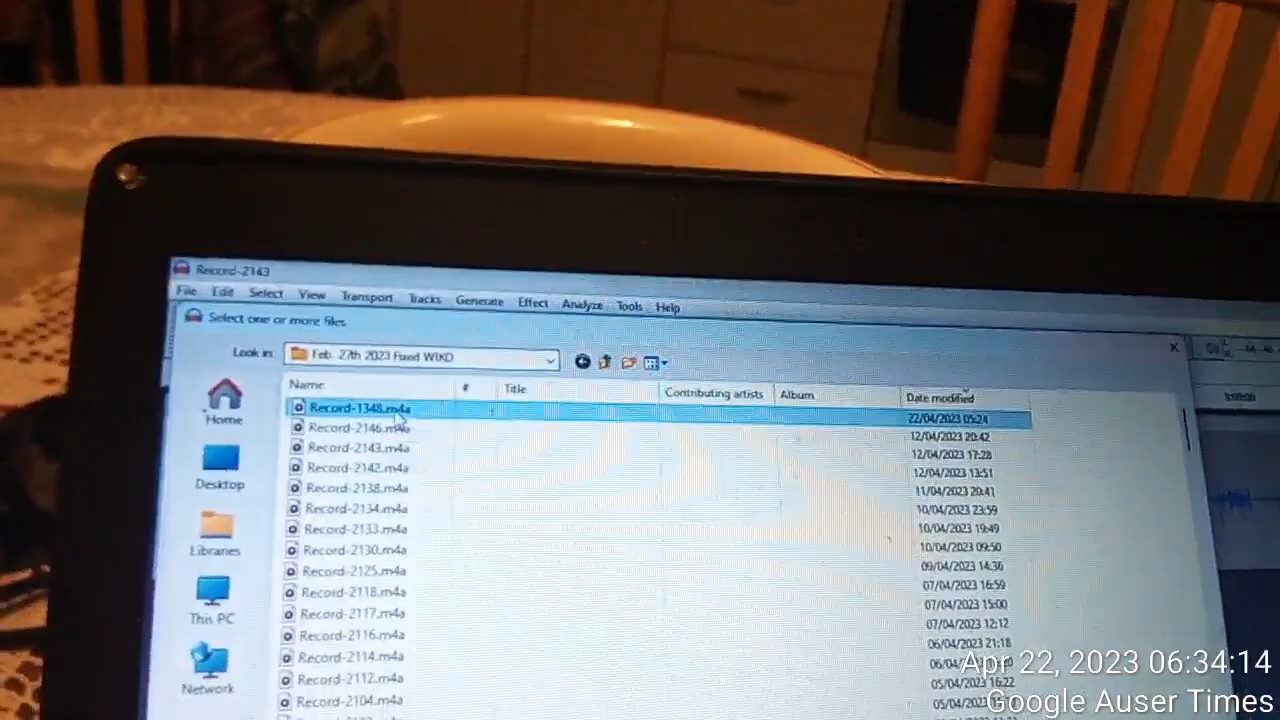 Record-2143
File Edit Select View Transport Tracks Generate Effect Analyze Tools Help
Select one or more files
Look in: Feb. 27th 2023 Fixed WIKO
Name # Title Contributing artists Album Date modified
Record-1348.m4a 22/04/2023 05:24
Record-2146.m4a 12/04/2023 20:42
Record-2143.m4a 12/04/2023 17:28
Record-2142.m4a 12/04/2023 13:51
Record-2138.m4a 11/04/2023 20:41
Record-2134.m4a 10/04/2023 23:59
Record-2133.m4a 10/04/2023 19:49
Record-2130.m4a 10/04/2023 09:50
Record-2125.m4a 09/04/2023 14:36
Record-2118.m4a 07/04/2023 16:59
Record-2117.m4a 07/04/2023 15:00
Record-2116.m4a 07/04/2023 12:12
Record-2114.m4a 06/04/2023 21:18
Record-2112.m4a
Record-2104.m4a
Home
Desktop
Libraries
This PC
Network
Apr 22, 2023 06:34:14
Google Auser Times